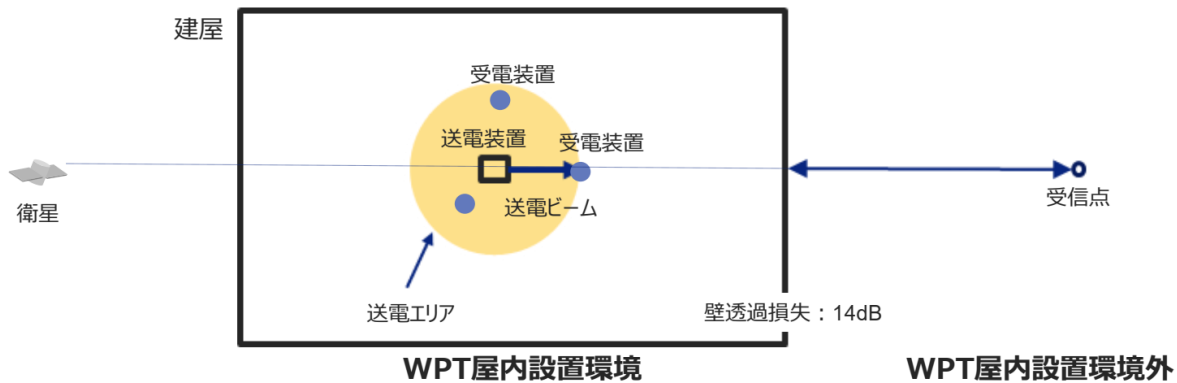 建屋
受電装置
送電装置
受電装置
衛星
送電ビーム
受信点
送電エリア
壁透過損失：14dB
WPT屋内設置環境
WPT屋内設置環境外